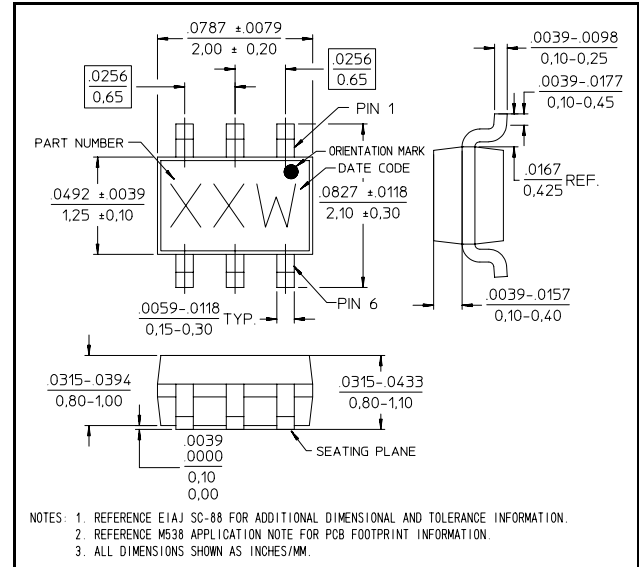 .0787 ±.0079
2,00 ± 0,20
.0256
0,65
.0256
0.65
PIN 1
PART NUMBER
ORIENTATION MARK
DATE CODE
XXW
.0492 ±.0039
1,25 ±0,10
.0827 ±.0118
2,10 ±0,30
.0059-.0118
0,15-0,30
TYP.
PIN 6
.0039-.0098
0,10-0,25
.0039-.0177
0,10-0,45
.0167
0,425
REF.
.0039-.0157
0,10-0,40
.0315-.0394
0,80-1,00
.0315-.0433
0,80-1,10
.0039
.0000
0,10
0,00
SEATING PLANE
NOTES: 1. REFERENCE EIAJ SC-88 FOR ADDITIONAL DIMENSIONAL AND TOLERANCE INFORMATION.
2. REFERENCE M538 APPLICATION NOTE FOR PCB FOOTPRINT INFORMATION.
3. ALL DIMENSIONS SHOWN AS INCHES/MM.